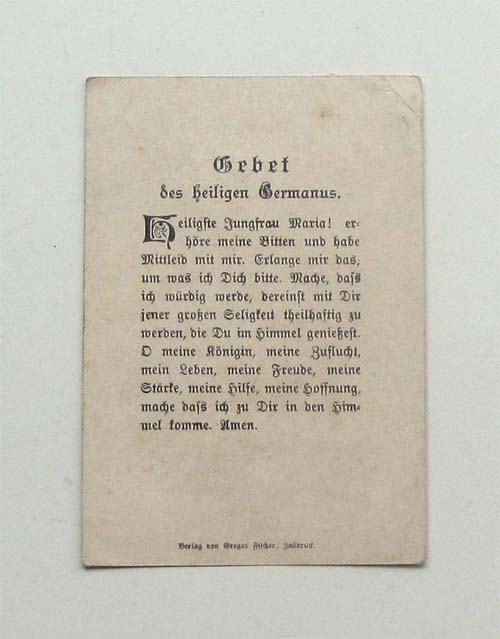 Gebet
des heiligen Germanus.
Heiligste Jungfrau Maria! er-
höre meine Bitten und habe
Mittleid mit mir. Erlange mir das,
um was ich Dich bitte. Mache, dass
ich würdig werde, dereinst mit Dir
jener großen Seligkeit theilhaftig zu
werden, die Du im Himmel genießest.
O meine Königin, meine Zuflucht,
mein Leben, meine Freude, meine
Stärke, meine Hilfe, meine Hoffnung,
mache dass ich zu Dir in den Him-
mel komme. Amen.
Verlag von Gregor Fischer, Innsbruck.